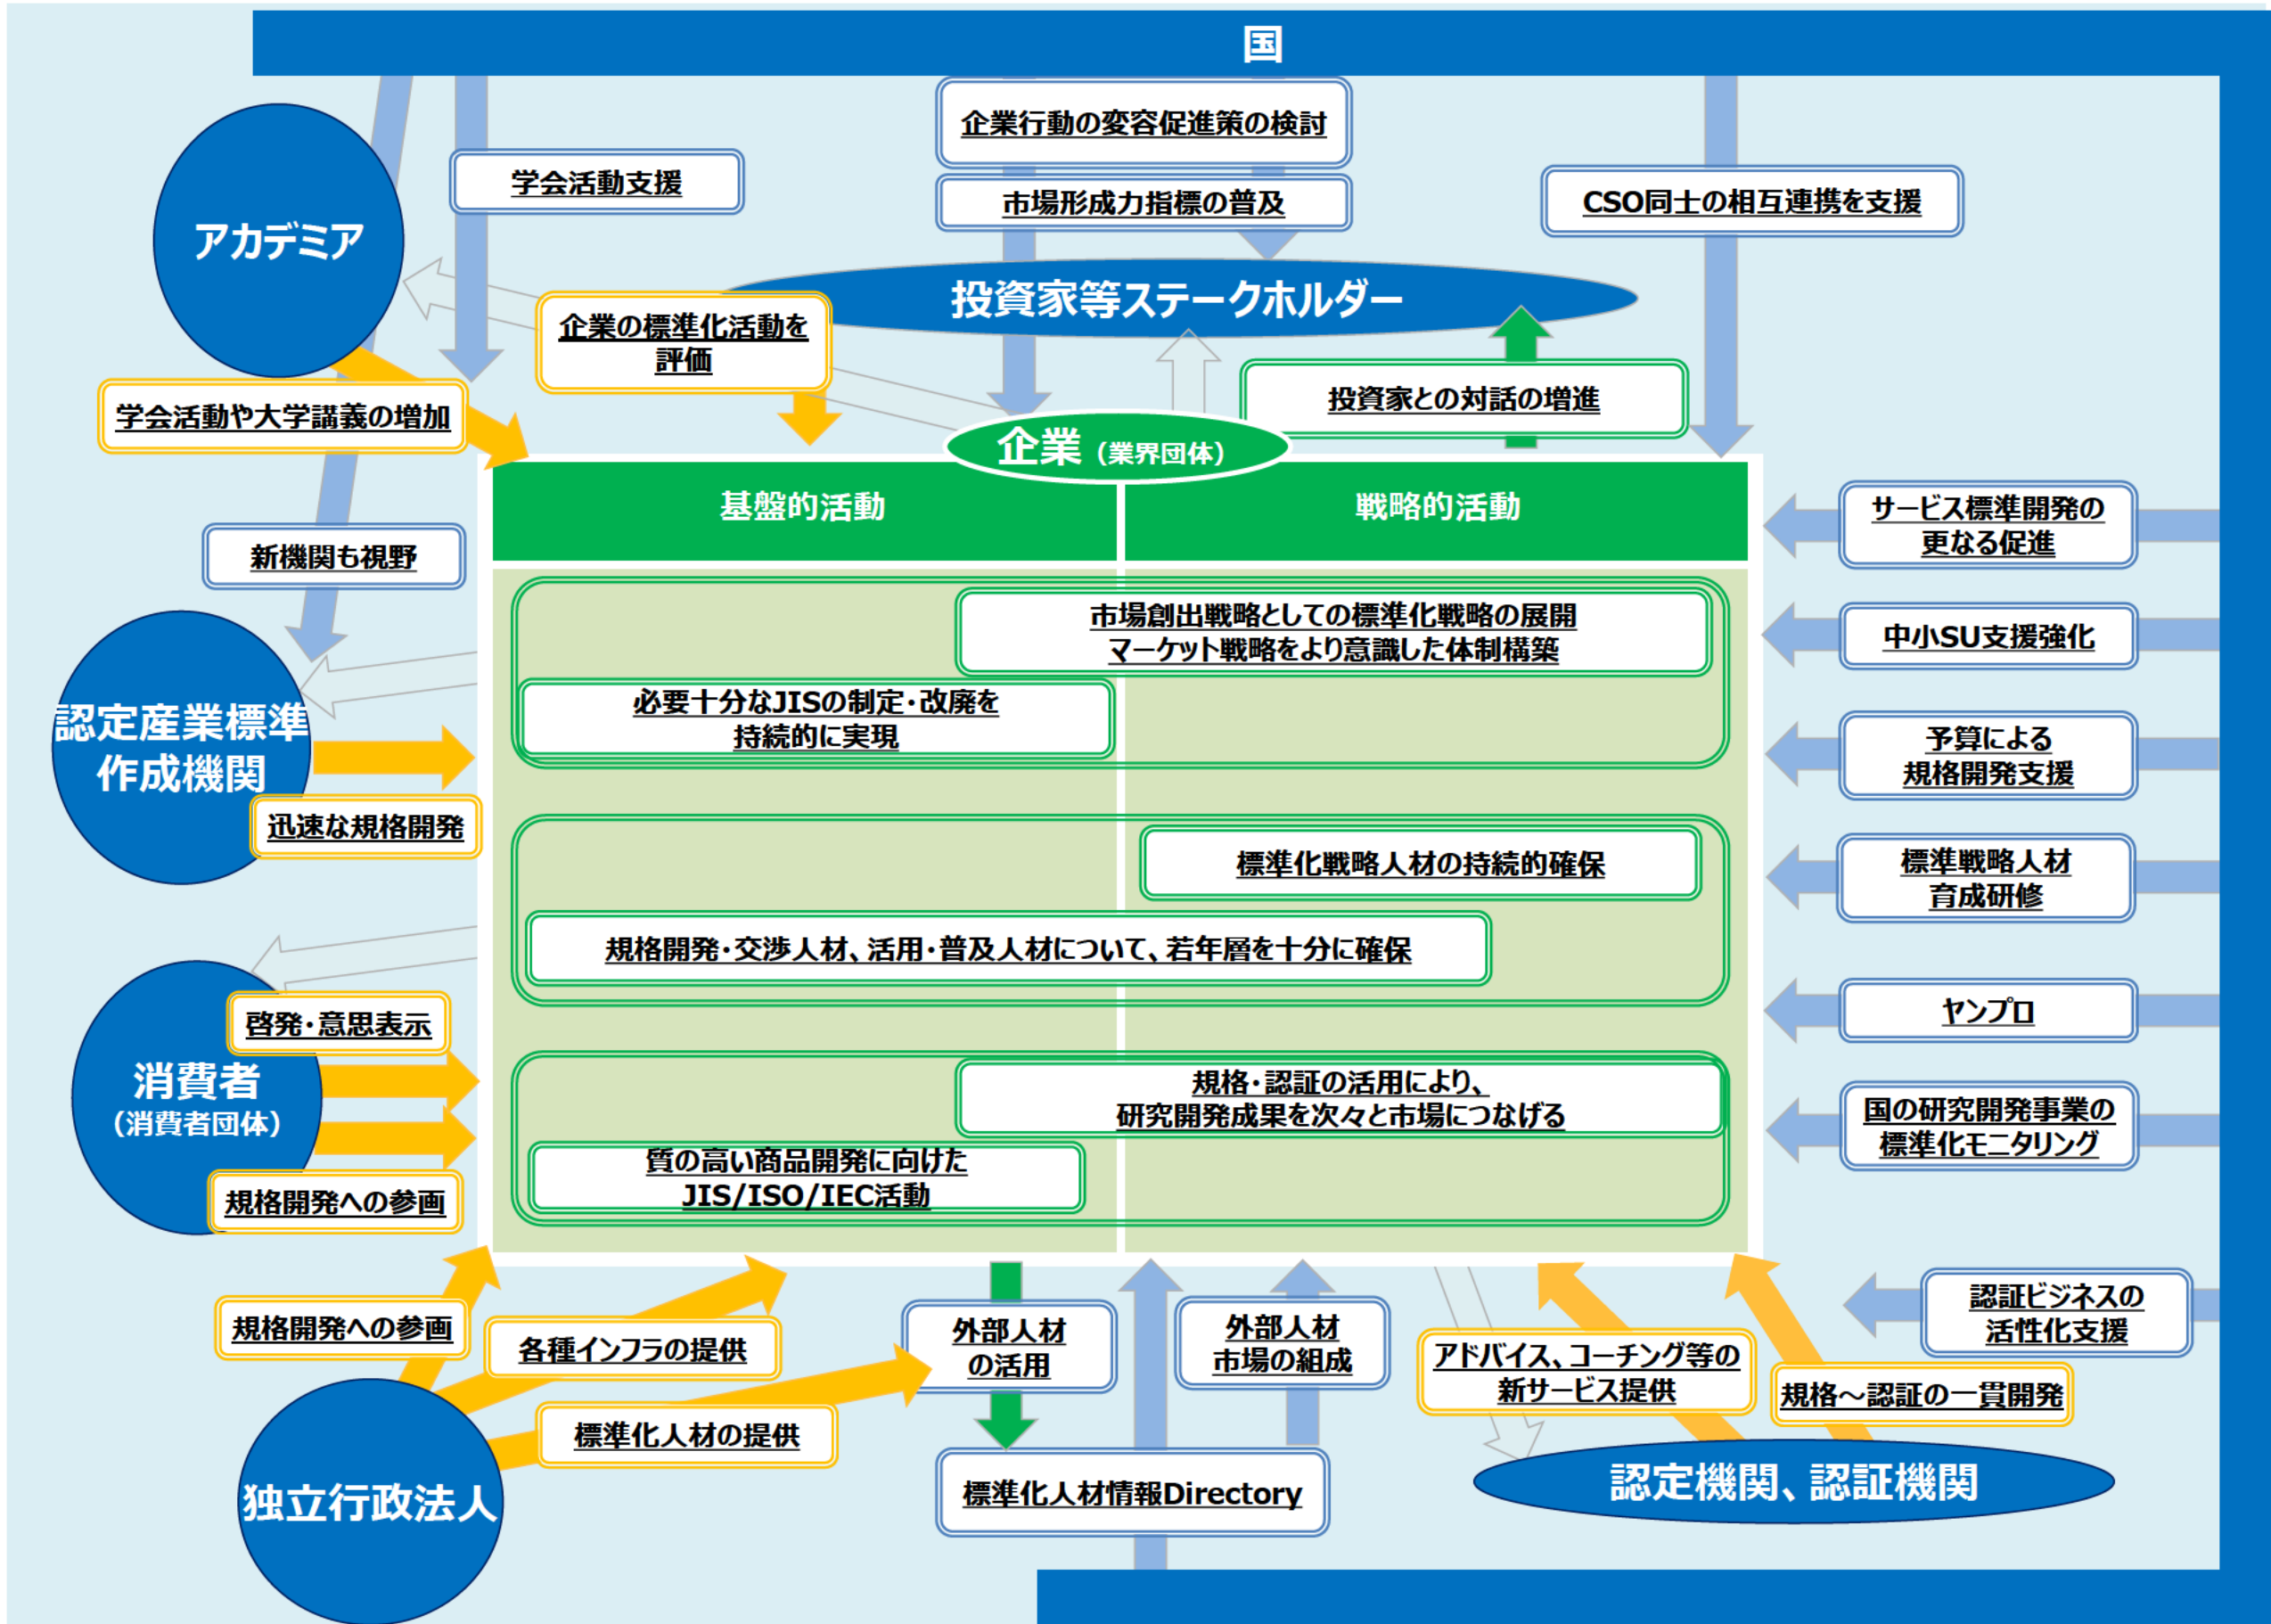 国
企業行動の変容促進策の検討
学会活動支援
市場形成力指標の普及
CSO同士の相互連携を支援
アカデミア
投資家等ステークホルダー
企業の標準化活動を
評価
投資家との対話の増進
学会活動や大学講義の増加
企業（業界団体）
基盤的活動
戦略的活動
新機関も視野
サービス標準開発の
更なる促進
市場創出戦略としての標準化戦略の展開
マーケット戦略をより意識した体制構築
中小SU支援強化
必要十分なJISの制定・改廃を
持続的に実現
認定産業標準
作成機関
予算による
規格開発支援
迅速な規格開発
標準化戦略人材の持続的確保
標準戦略人材
育成研修
規格開発・交渉人材、活用・普及人材について、若年層を十分に確保
啓発・意思表示
ヤンプロ
消費者
（消費者団体）
規格・認証の活用により、
研究開発成果を次々と市場につなげる
国の研究開発事業の
標準化モニタリング
質の高い商品開発に向けた
JIS/ISO/IEC活動
規格開発への参画
規格開発への参画
各種インフラの提供
外部人材
の活用
外部人材
市場の組成
認証ビジネスの
活性化支援
アドバイス、コーチング等の
新サービス提供
規格～認証の一貫開発
標準化人材の提供
独立行政法人
標準化人材情報Directory
認定機関、認証機関